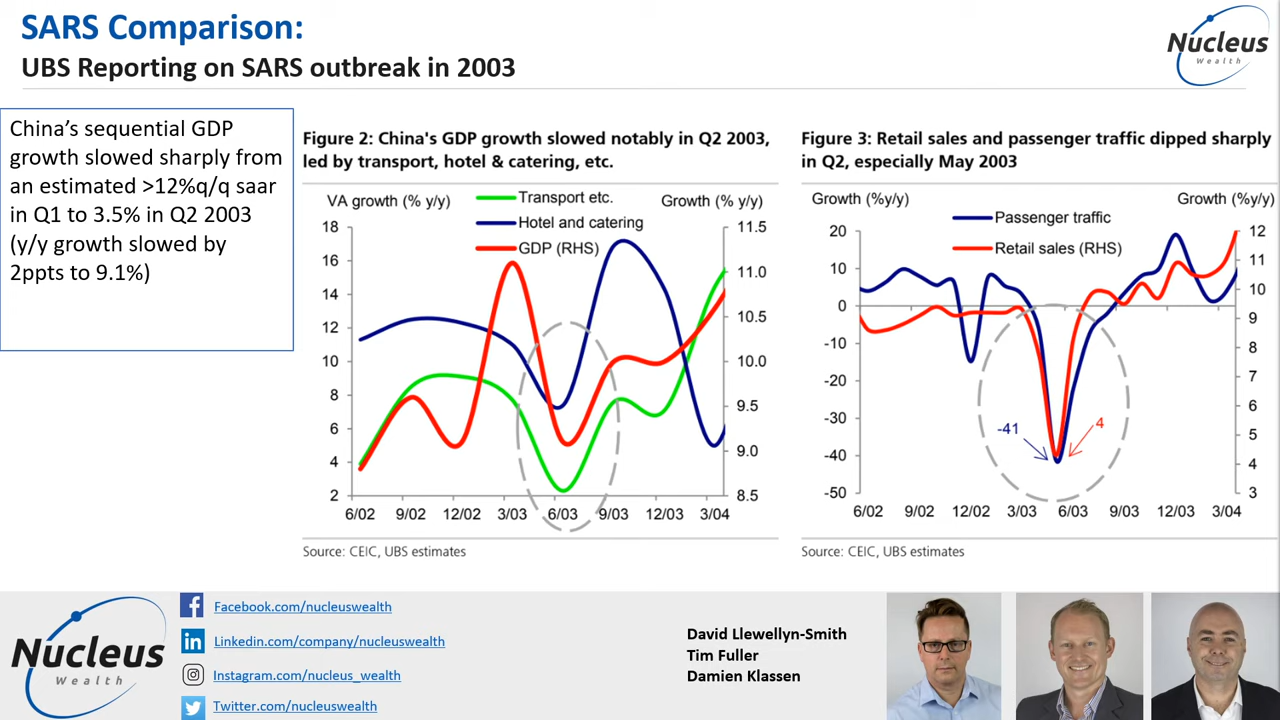 SARS Comparison:
UBS Reporting on SARS outbreak in 2003
Nucleus
Wealth
China's sequential GDP
growth slowed sharply from
an estimated >12%q/q saar
in Q1 to 3.5% in Q2 2003
(y/y growth slowed by
2ppts to 9.1%)
Figure 2: China's GDP growth slowed notably in Q2 2003,
led by transport, hotel & catering, etc.
VA growth (% y/y)
Growth (% y/y)
Transport etc.
Hotel and catering
GDP (RHS)
18
16
14
12
10
8
6
4
2
11.5
11.0
10.5
10.0
9.5
9.0
8.5
6/02 9/02 12/02 3/03 6/03 9/03 12/03 3/04
Source: CEIC, UBS estimates
Figure 3: Retail sales and passenger traffic dipped sharply
in Q2, especially May 2003
Growth (%y/y)
Growth (%y/y)
Passenger traffic
Retail sales (RHS)
20
10
0
-10
-20
-30
-40
-50
12
11
10
9
8
7
6
5
4
3
-41
4
6/02 9/02 12/02 3/03 6/03 9/03 12/03 3/04
Source: CEIC, UBS estimates
Nucleus
Wealth
Facebook.com/nucleuswealth
Linkedin.com/company/nucleuswealth
Instagram.com/nucleus_wealth
Twitter.com/nucleuswealth
David Llewellyn-Smith
Tim Fuller
Damien Klassen